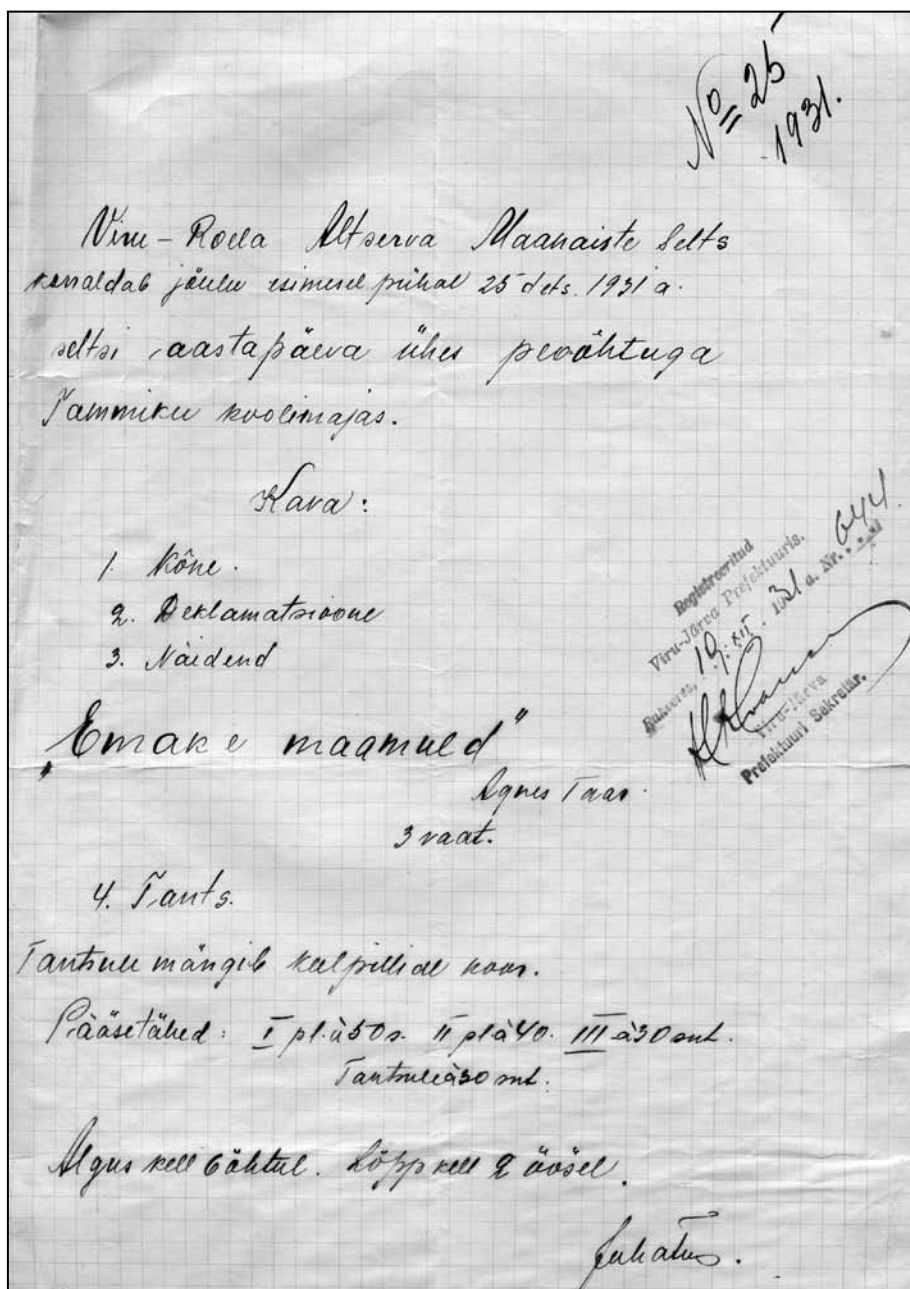 No 25
1931.
Viru-Roela Altserva Maanaiste Selts
korraldab jõulu esimesel pühal 25 dets. 1931 a.
seltsi aastapäeva ühes peoõhtuga
Tammiku koolimajas.
Kava:
1. Kõne.
2. Deklamatsioone
3. Näidend
„Emake maamuld"
Agnes Taar.
3 vaat.
4. Tants.
Tantsuu mängib keelpillide koor.
Pääsetähed: I pl. à 50 s. II pl à 40. III à 30 snt.
Tantsule à 30 snt.
Algus kell 6 õhtul. Lõpp kell 2 öösel.
Juhatus.
Registreeritud
Viru-Järva Prefektuuris.
Rakveres, 19. XII. 1931 a. Nr. 644.
Viru-Järva
Prefektuuri Sekretär.